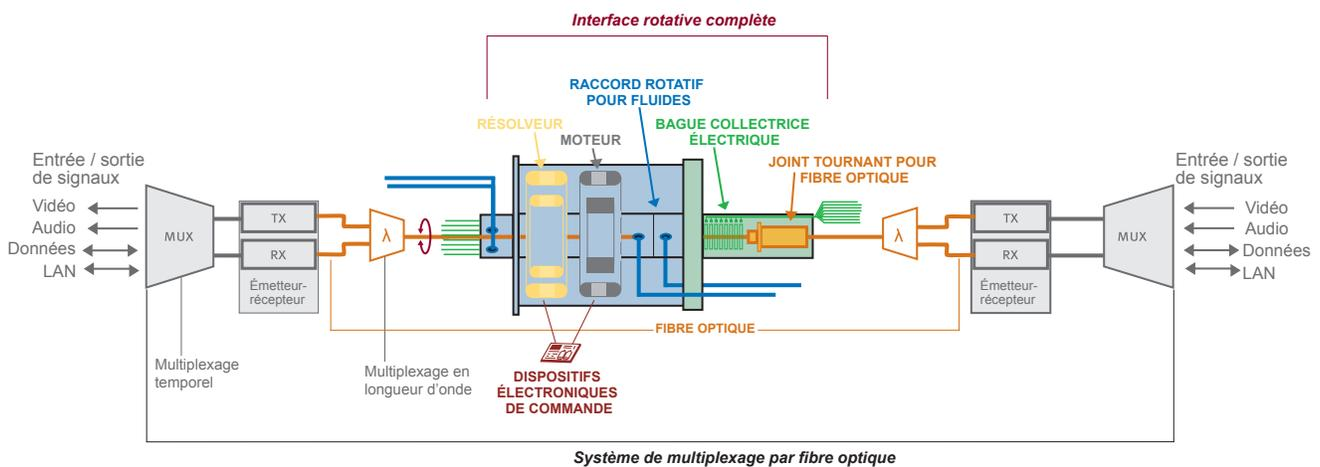 Interface rotative complète
RACCORD ROTATIF
POUR FLUIDES
RÉSOLVEUR
MOTEUR
BAGUE COLLECTRICE
ÉLECTRIQUE
JOINT TOURNANT POUR
FIBRE OPTIQUE
Entrée / sortie
de signaux
Vidéo
Audio
Données
LAN
MUX
TX
RX
Émetteur-
récepteur
λ
λ
TX
RX
Émetteur-
récepteur
MUX
Entrée / sortie
de signaux
Vidéo
Audio
Données
LAN
FIBRE OPTIQUE
Multiplexage
temporel
Multiplexage en
longueur d'onde
DISPOSITIFS
ÉLECTRONIQUES
DE COMMANDE
Système de multiplexage par fibre optique